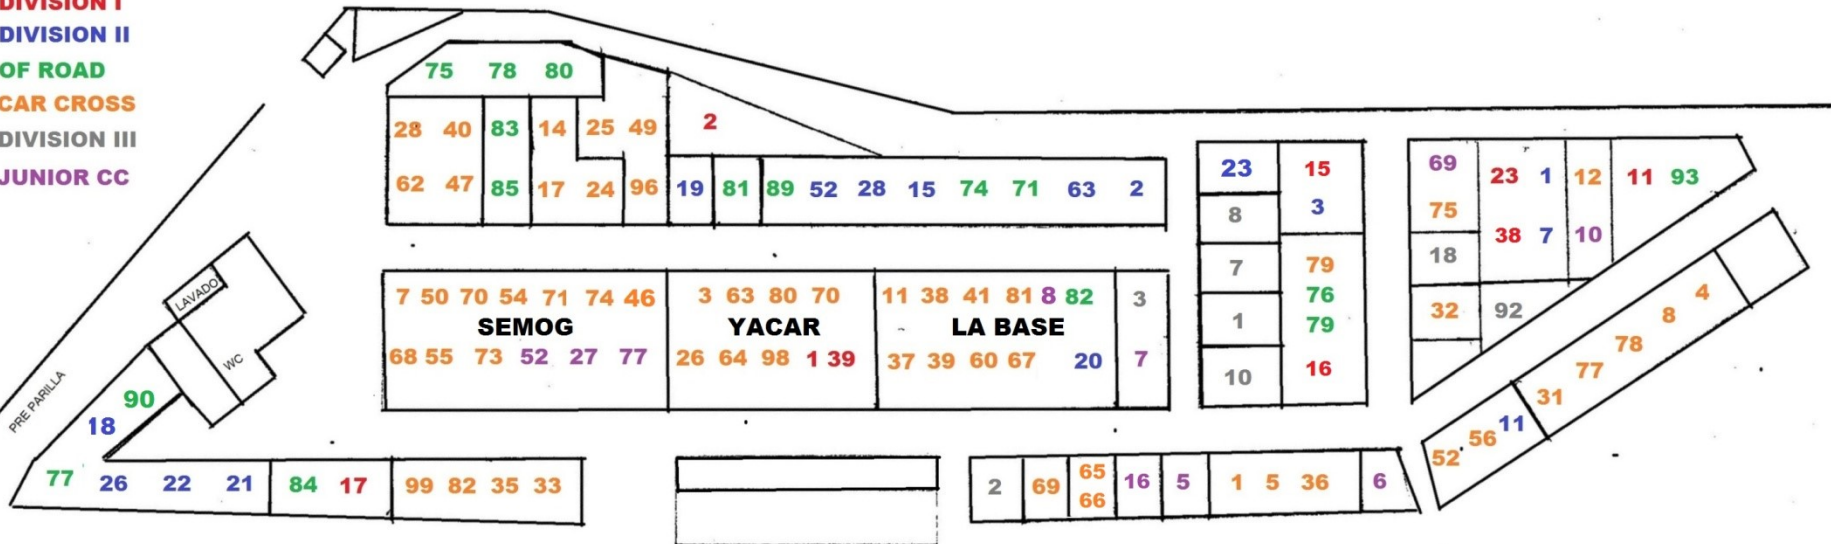 DIVISION I
DIVISION II
OF ROAD
CAR CROSS
DIVISION III
JUNIOR CC
75 78 80
28 40 83 14 25 49 2
62 47 85 17 24 96 19 81 89 52 28 15 74 71 63 2
23 15
8 3
7 79
76
1 79
10 16
69 23 1 12 11 93
75 38 7 10
18
32 92
4
8
78
77
31
11
56
52
7 50 70 54 71 74 46
SEMOG
68 55 73 52 27 77
3 63 80 70
YACAR
26 64 98 1 39
11 38 41 81 8 82
LA BASE
37 39 60 67 20
3
7
LAVADO
WC
PRE PARILLA
90
18
77 26 22 21 84 17 99 82 35 33
2 69 65 16 5 1 5 36 6
66